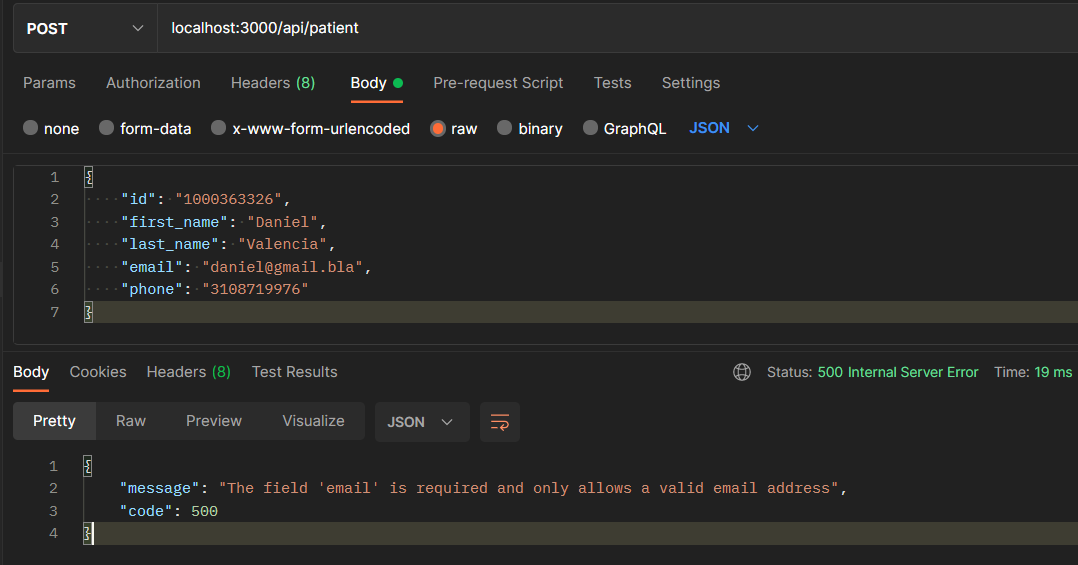 POST localhost:3000/api/patient
Params Authorization Headers (8) Body Pre-request Script Tests Settings
none form-data x-www-form-urlencoded raw binary GraphQL JSON
1 {
2 "id": "1000363326",
3 "first_name": "Daniel",
4 "last_name": "Valencia",
5 "email": "daniel@gmail.bla",
6 "phone": "3108719976"
7 }
Body Cookies Headers (8) Test Results Status: 500 Internal Server Error Time: 19 ms
Pretty Raw Preview Visualize JSON
1 {
2 "message": "The field 'email' is required and only allows a valid email address",
3 "code": 500
4 }